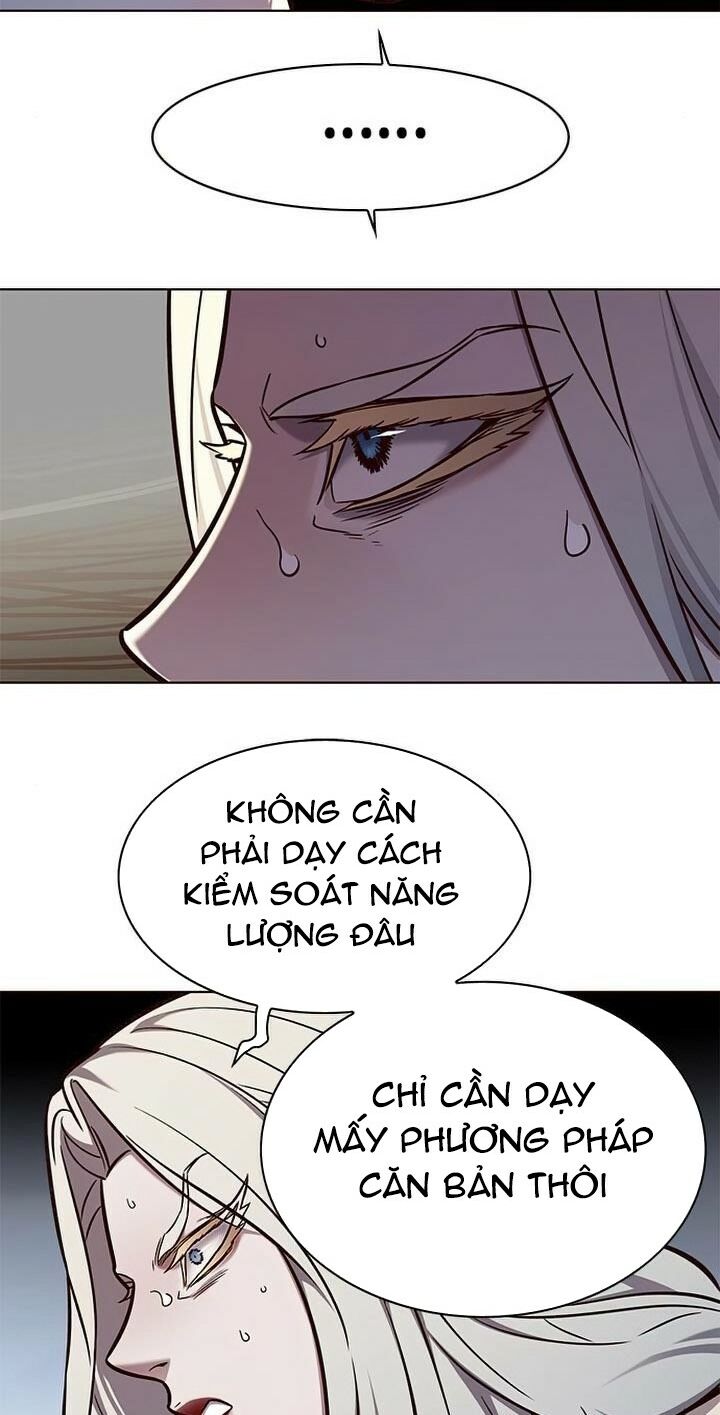 ••••••
KHÔNG CẦN
PHẢI DẠY CÁCH
KIỂM SOÁT NĂNG
LƯỢNG ĐÂU
CHỈ CẦN DẠY
MẤY PHƯƠNG PHÁP
CĂN BẢN THÔI